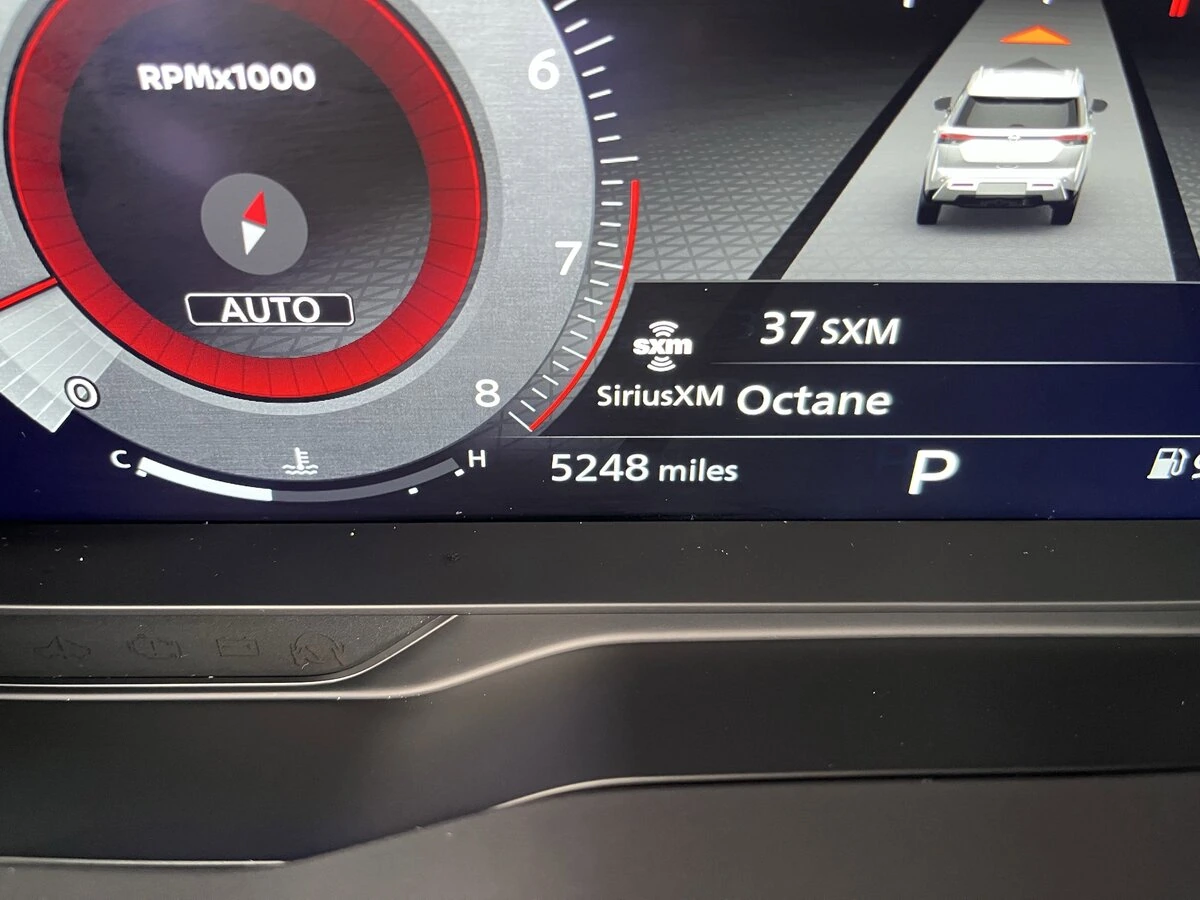 RPMx1000
6
7
8
AUTO
0
C
H
sxm
SiriusXM
37 SXM
Octane
5248 miles
P